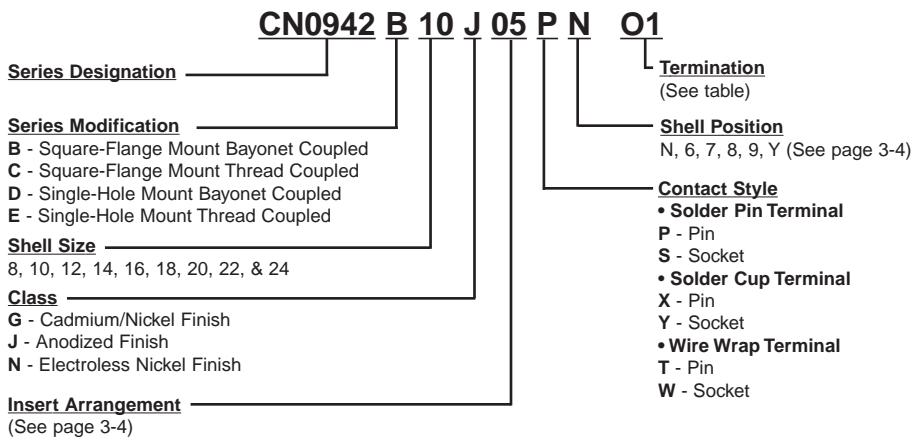 CN0942 B 10 J 05 P N O1
Series Designation
Series Modification
B - Square-Flange Mount Bayonet Coupled
C - Square-Flange Mount Thread Coupled
D - Single-Hole Mount Bayonet Coupled
E - Single-Hole Mount Thread Coupled
Shell Size
8, 10, 12, 14, 16, 18, 20, 22, & 24
Class
G - Cadmium/Nickel Finish
J - Anodized Finish
N - Electroless Nickel Finish
Insert Arrangement
(See page 3-4)
Termination
(See table)
Shell Position
N, 6, 7, 8, 9, Y (See page 3-4)
Contact Style
• Solder Pin Terminal
P - Pin
S - Socket
• Solder Cup Terminal
X - Pin
Y - Socket
• Wire Wrap Terminal
T - Pin
W - Socket